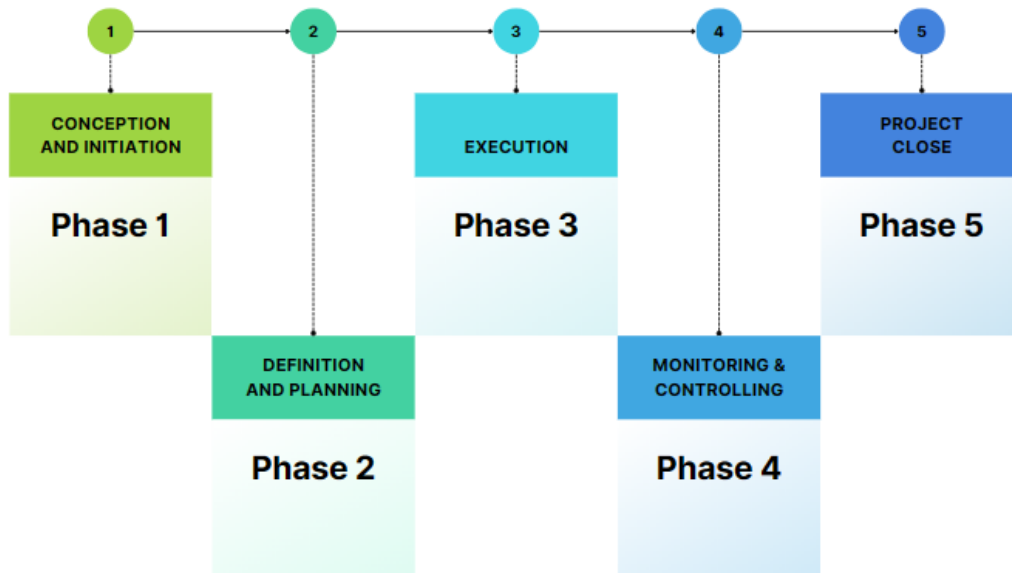 1
2
3
4
5
CONCEPTION
AND INITIATION
Phase 1
DEFINITION
AND PLANNING
Phase 2
EXECUTION
Phase 3
MONITORING &
CONTROLLING
Phase 4
PROJECT
CLOSE
Phase 5